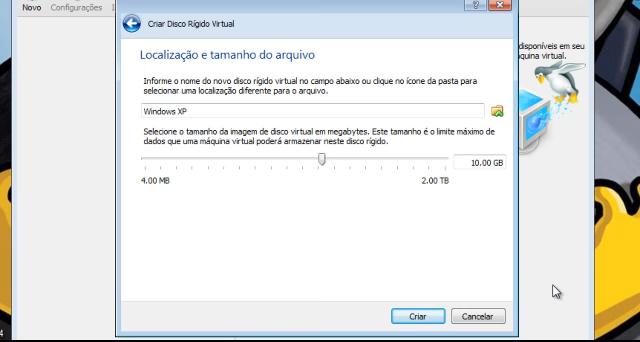 Novo Configurações
Criar Disco Rígido Virtual
disponíveis em seu
Localização e tamanho do arquivo
Informe o nome do novo disco rígido virtual no campo abaixo ou clique no ícone da pasta para
selecionar uma localização diferente para o arquivo.
Windows XP
Selecione o tamanho da imagem de disco virtual em megabytes. Este tamanho é o limite máximo de
dados que uma máquina virtual poderá armazenar neste disco rígido.
10.00 GB
4.00 MB
2.00 TB
Criar
Cancelar